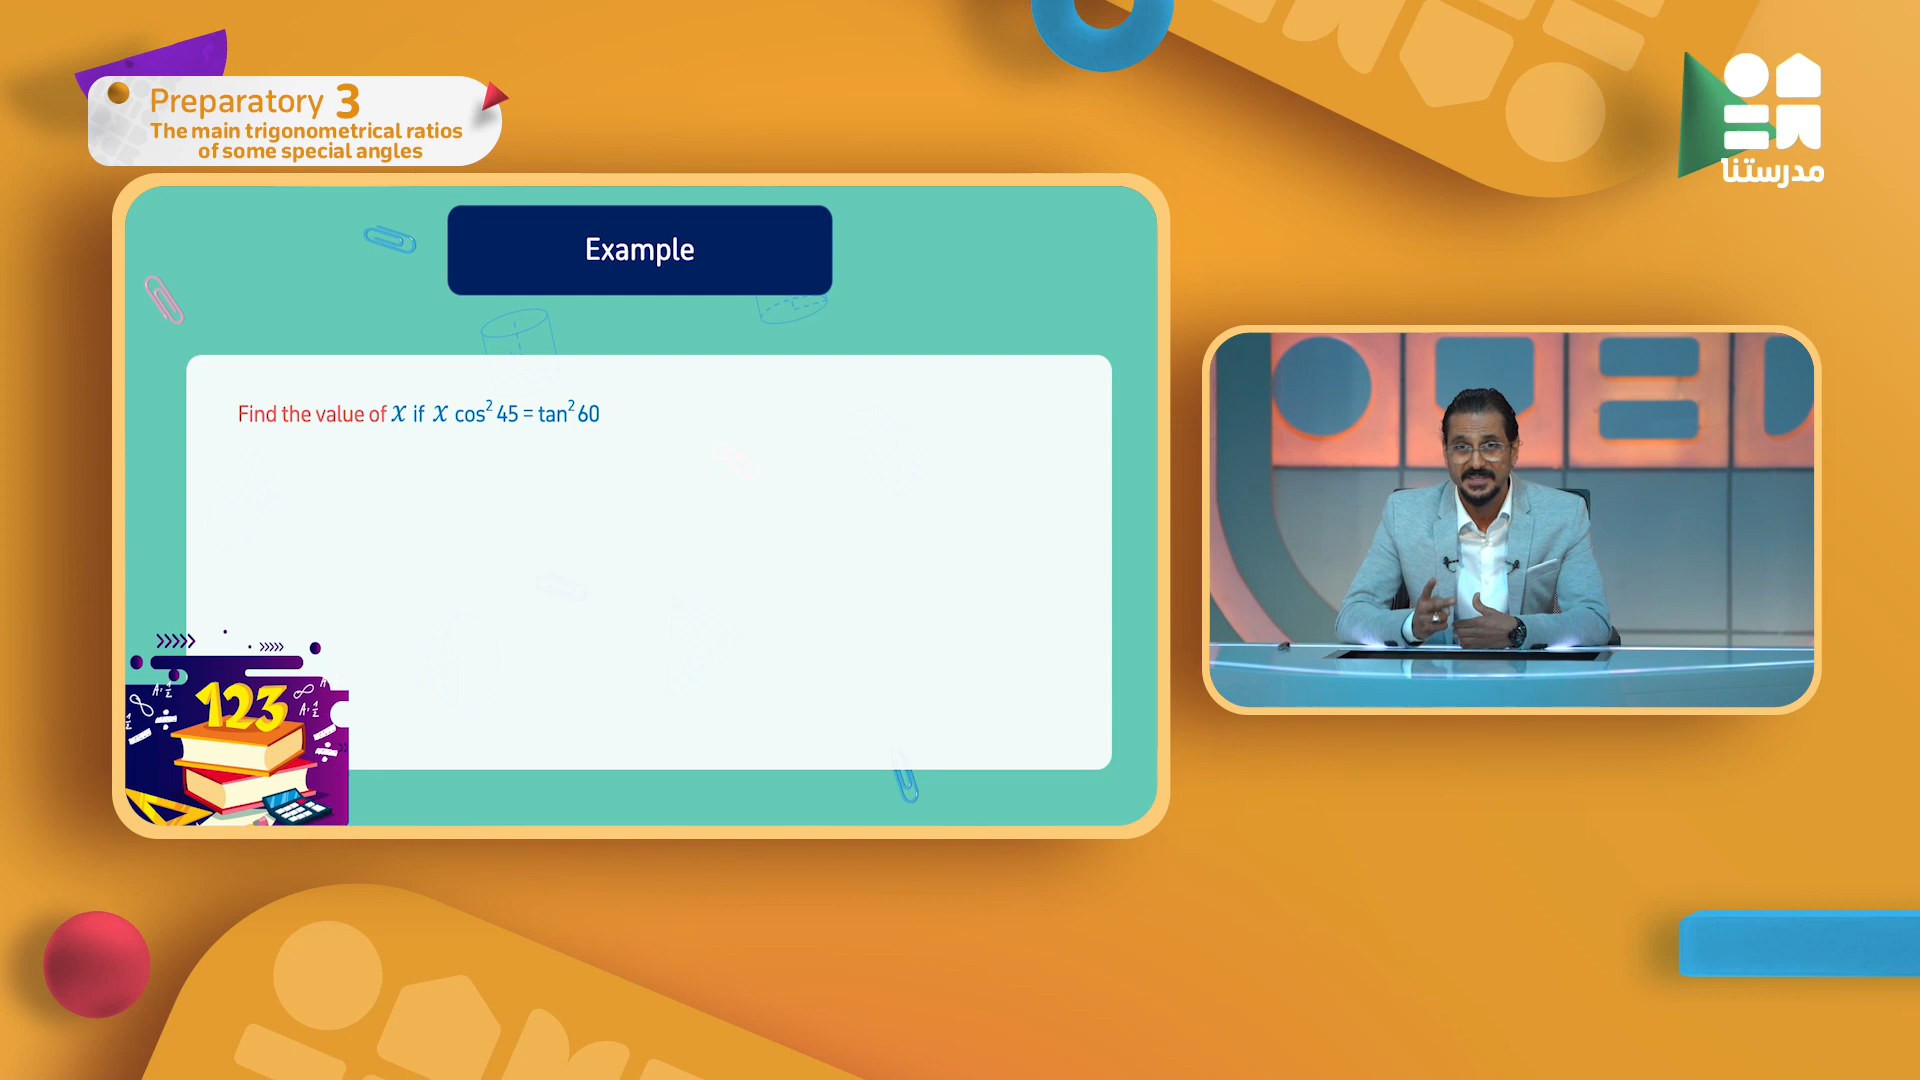 Preparatory 3
The main trigonometrical ratios
of some special angles
مدرستنا
Example
Find the value of x if x cos² 45 = tan² 60
123